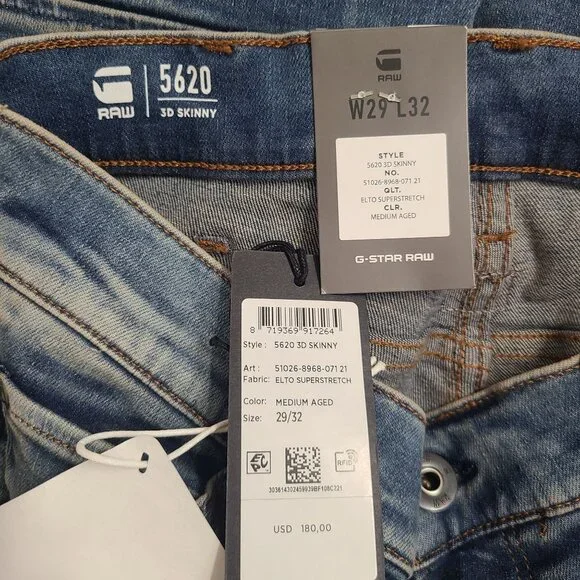 RAW
5620
3D SKINNY
RAW
W29 L32
STYLE
5620 3D SKINNY
NO.
51026-8968-071 21
QLT.
ELTO SUPERSTRETCH
CLR.
MEDIUM AGED
G-STAR RAW
8 719369 917264
Style : 5620 3D SKINNY
Art : 51026-8968-071 21
Fabric: ELTO SUPERSTRETCH
Color: MEDIUM AGED
Size: 29/32
RFID
303614302459939BF108C321
USD 180,00